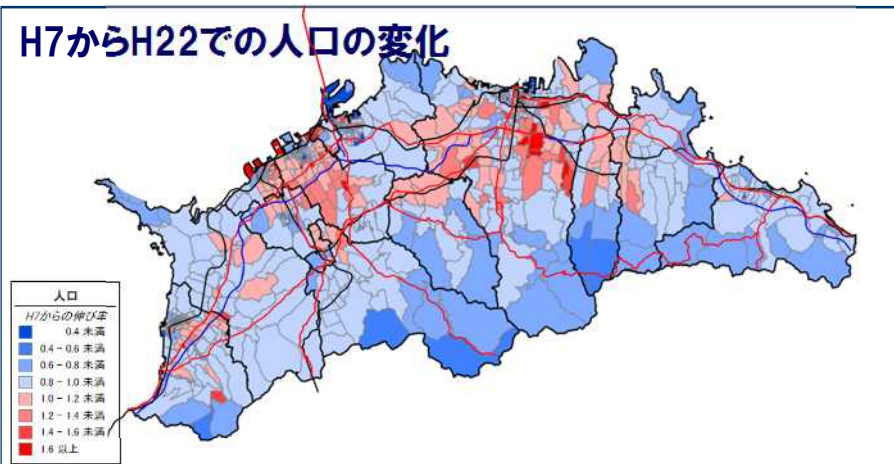 H7からH22での人口の変化
人口
H7からの伸び率
0.4 未満
0.4 - 0.6 未満
0.6 - 0.8 未満
0.8 - 1.0 未満
1.0 - 1.2 未満
1.2 - 1.4 未満
1.4 - 1.6 未満
1.6 以上